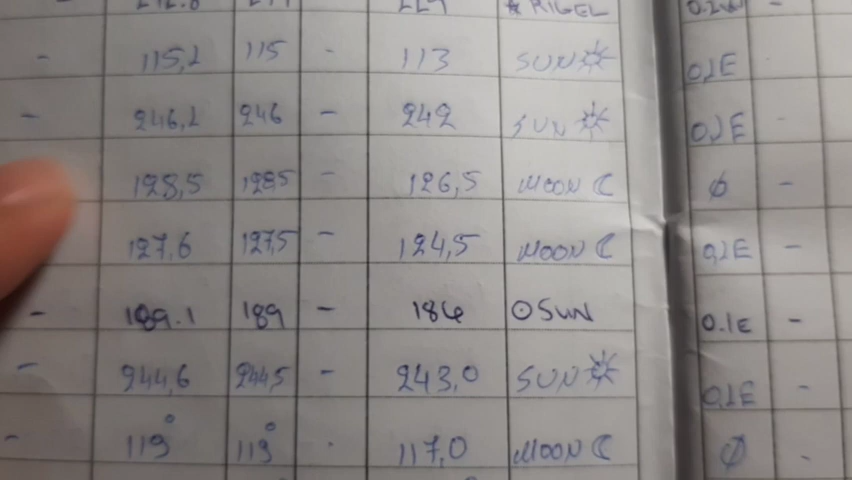 * RIGEL
- 115,1 115 - 113 SUN 0,1E
- 246,1 246 - 242 SUN 0,1E -
128,5 128,5 - 126,5 MOON ☾ ϕ -
127,6 127,5 - 124,5 MOON ☾ 0,1E -
- 189.1 189 - 186 ⊙ SUN 0.1E -
- 244,6 244,5 - 243,0 SUN 0,1E -
- 119° 119° . 117,0 MOON ☾ ϕ -